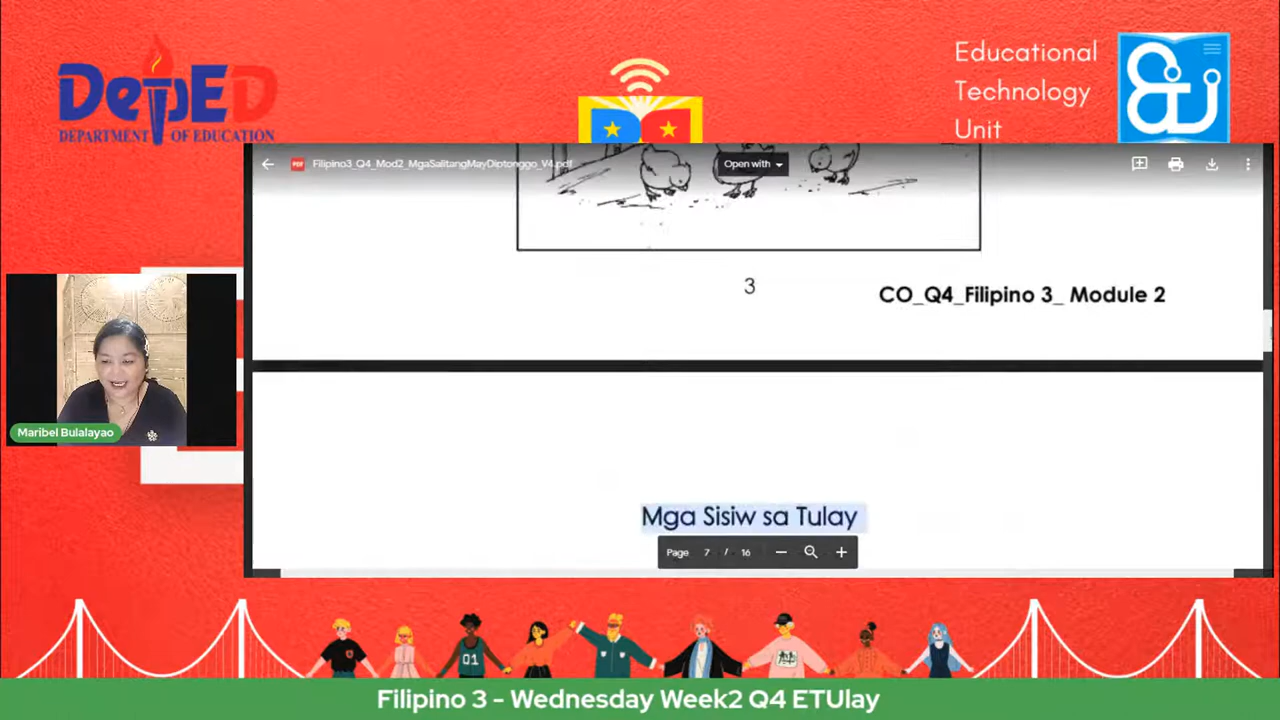 DepED
DEPARTMENT OF EDUCATION
Educational
Technology
Unit
Filipino3_Q4_Mod2_MgaSalitangMayDiptonggo_V4.pdf
PDF
Open with
3
CO_Q4_Filipino 3_ Module 2
Maribel Bulalayao
01
Mga Sisiw sa Tulay
Page 7 / 16
Filipino 3 - Wednesday Week2 Q4 ETUlay